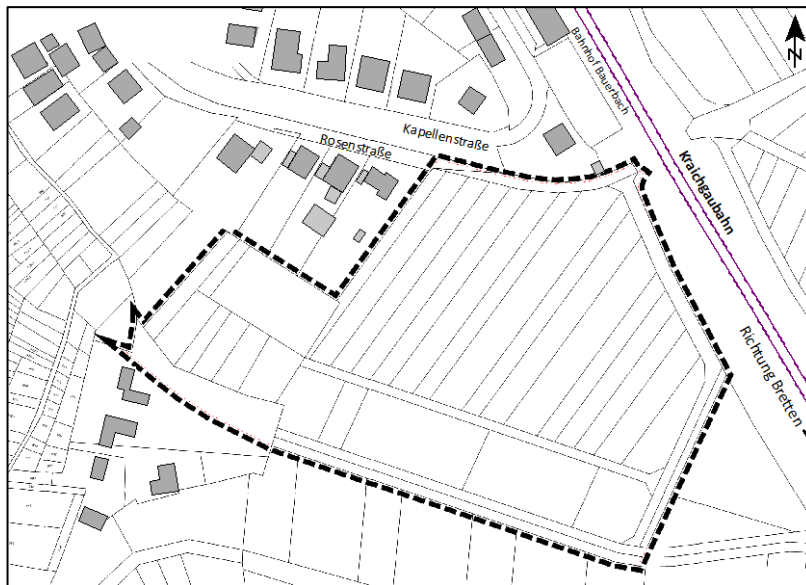 N
Bahnhof Bauerbach
Kapellenstraße
Rosenstraße
Kraichgaubahn
Richtung Bretten